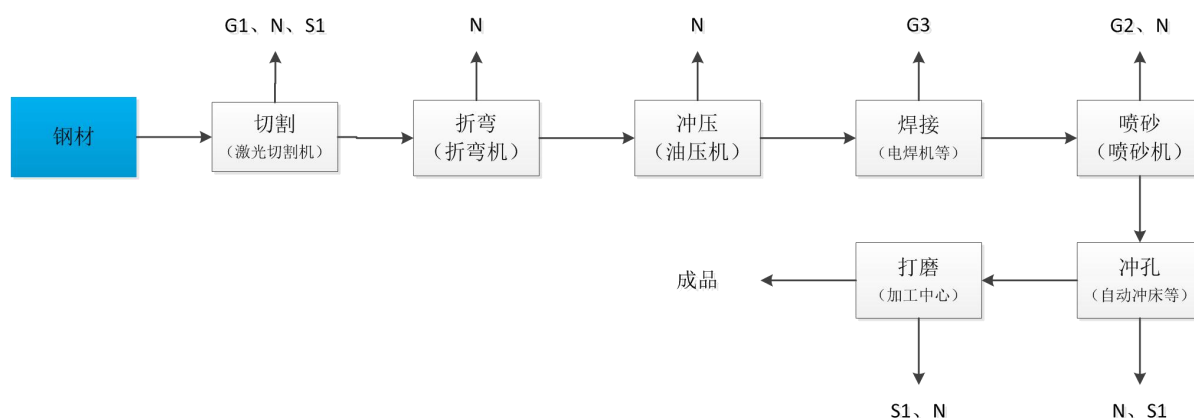 G1、N、S1
N
N
G3
G2、N
钢材
切割
（激光切割机）
折弯
（折弯机）
冲压
（油压机）
焊接
（电焊机等）
喷砂
（喷砂机）
成品
打磨
（加工中心）
冲孔
（自动冲床等）
S1、N
N、S1